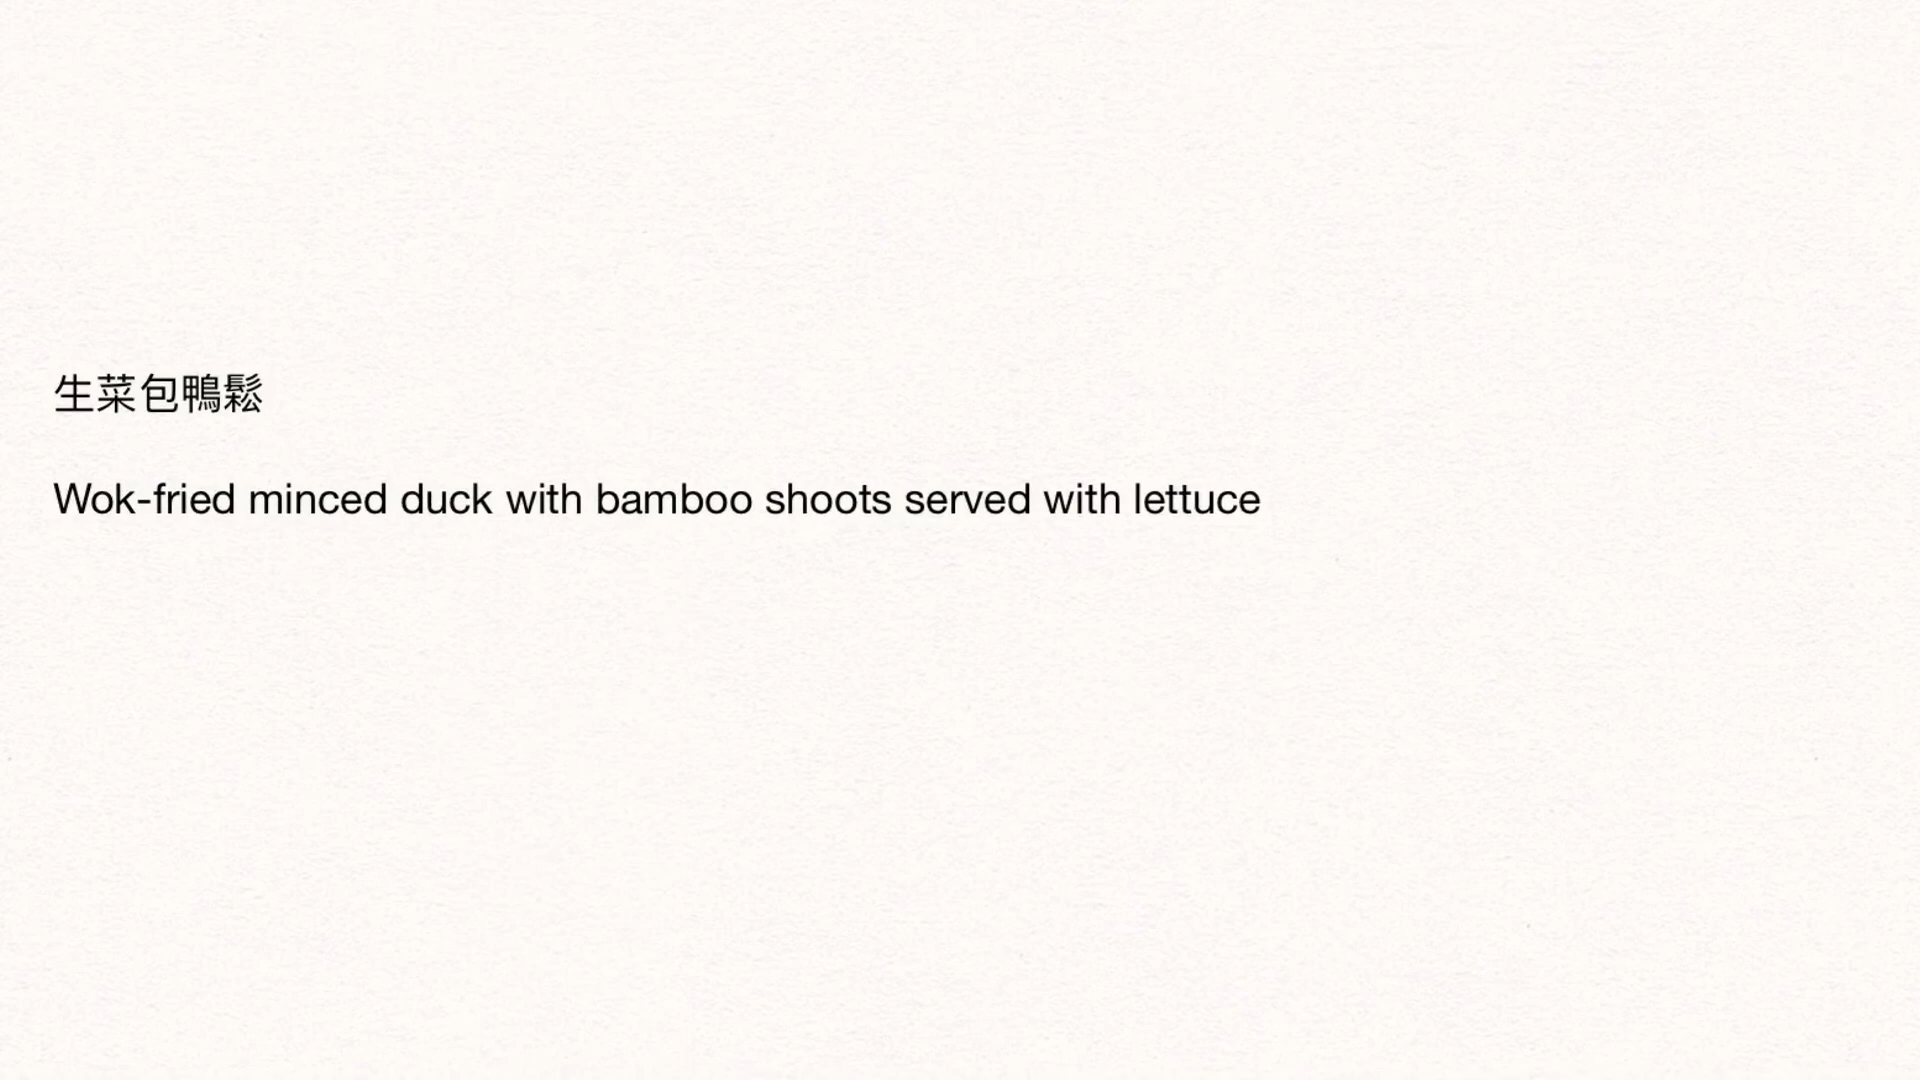 生菜包鴨鬆
Wok-fried minced duck with bamboo shoots served with lettuce